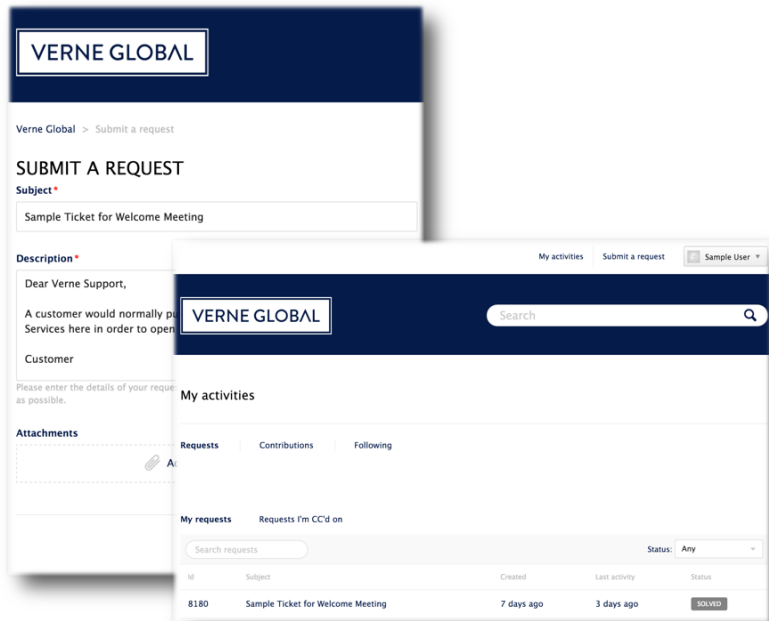 VERNE GLOBAL
Verne Global > Submit a request
SUBMIT A REQUEST
Subject*
Sample Ticket for Welcome Meeting
Description*
Dear Verne Support,
A customer would normally pu
Services here in order to open
Customer
Please enter the details of your reque
as possible.
Attachments
My activities
Submit a request
Sample User
VERNE GLOBAL
Search
My activities
Requests
Contributions
Following
My requests
Requests I'm CC'd on
Search requests
Status: Any
Id Subject Created Last activity Status
8180 Sample Ticket for Welcome Meeting 7 days ago 3 days ago SOLVED